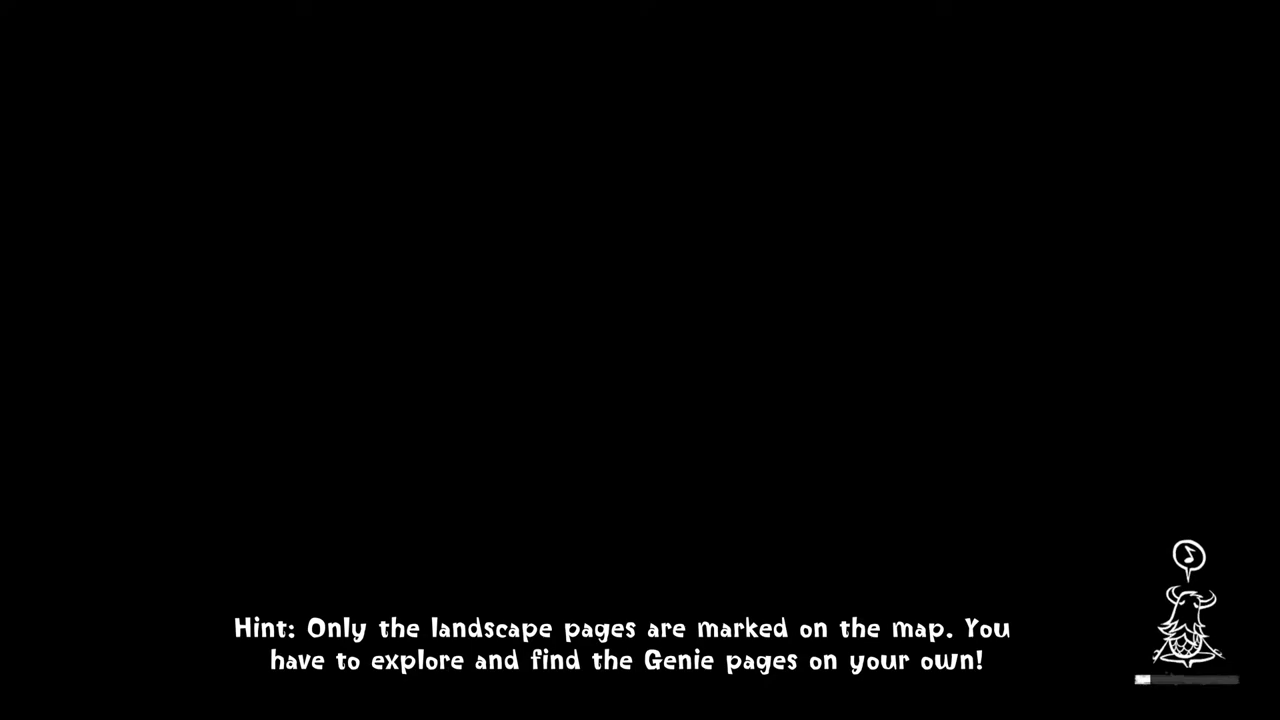 Hint: Only the landscape pages are marked on the map. You
have to explore and find the Genie pages on your own!